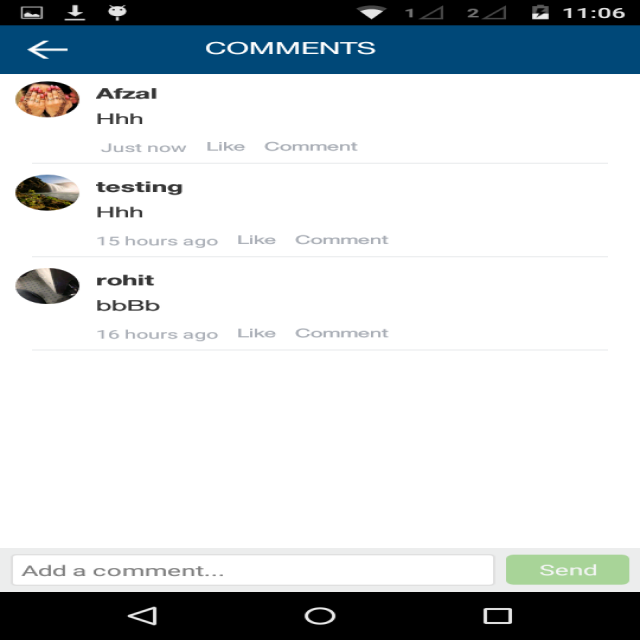 1 2 11:06
COMMENTS
Afzal
Hhh
Just now Like Comment
testing
Hhh
15 hours ago Like Comment
rohit
bbBb
16 hours ago Like Comment
Add a comment... Send